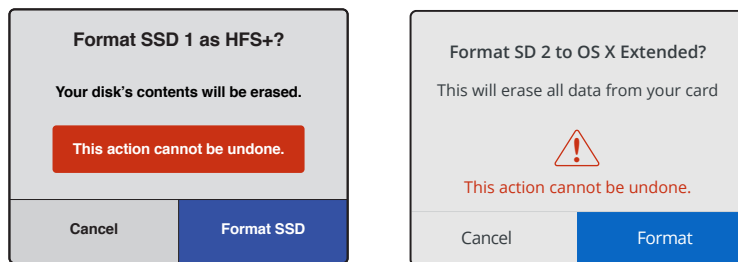 Format SSD 1 as HFS+?
Your disk's contents will be erased.
This action cannot be undone.
Cancel
Format SSD
Format SD 2 to OS X Extended?
This will erase all data from your card
This action cannot be undone.
Cancel
Format